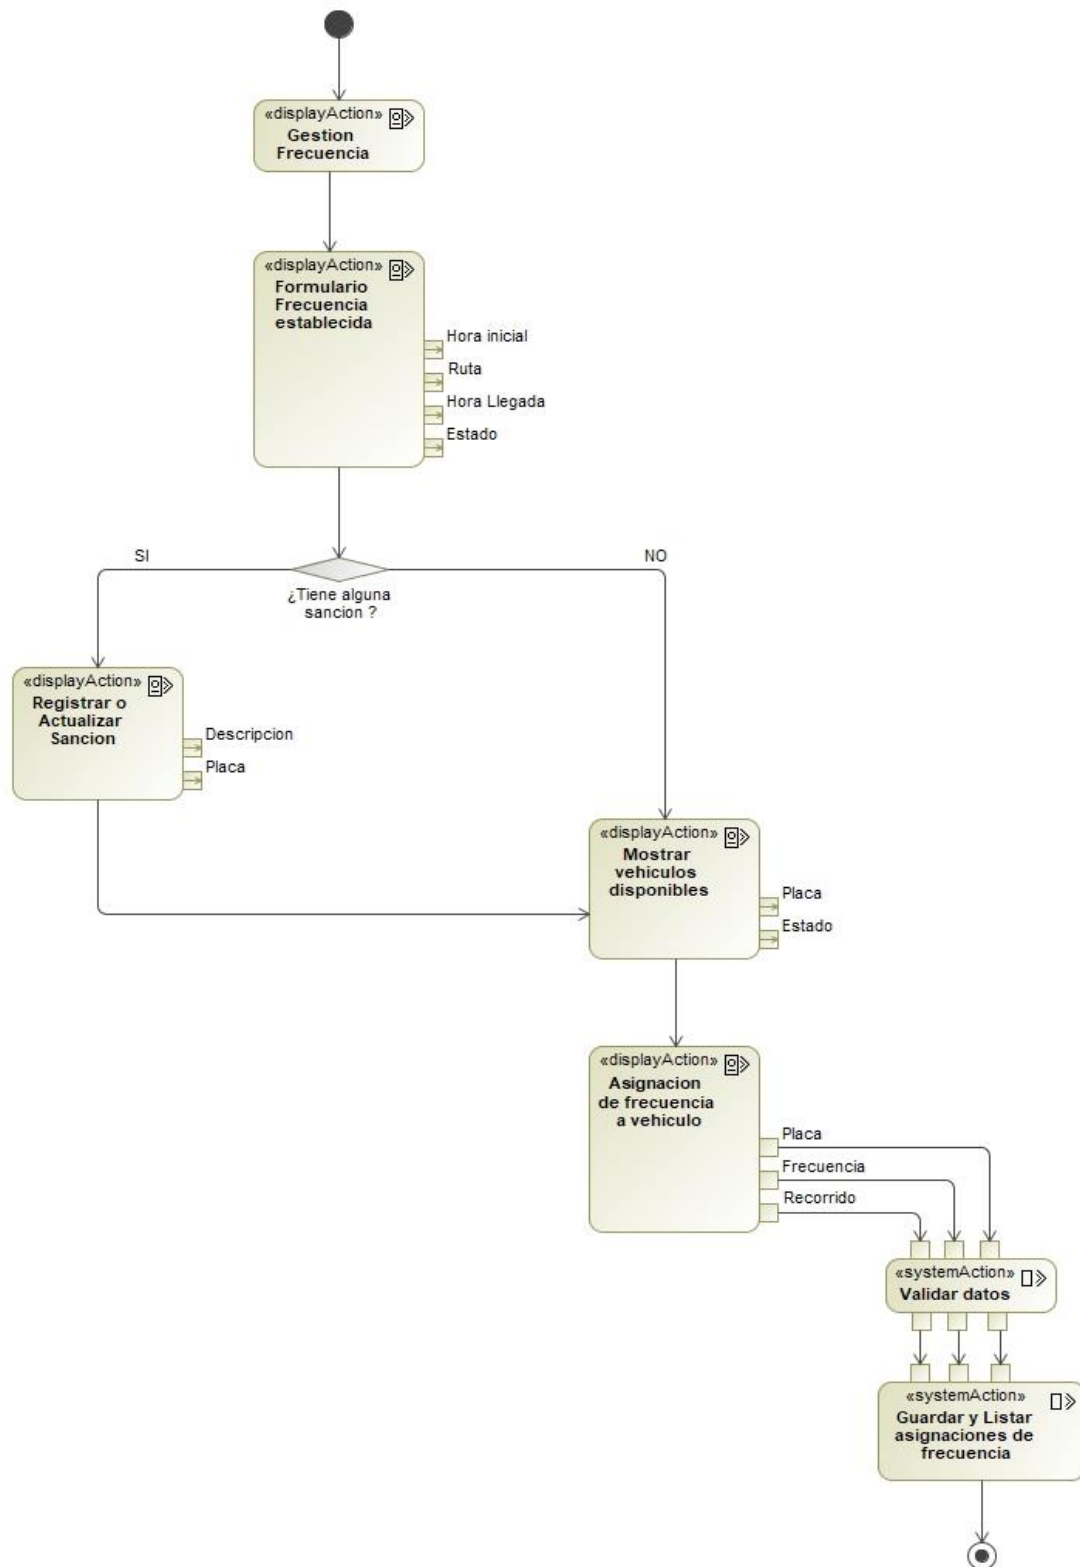 «displayAction»
Gestion
Frecuencia
«displayAction»
Formulario
Frecuencia
establecida
Hora inicial
Ruta
Hora Llegada
Estado
SI
NO
¿Tiene alguna
sancion ?
«displayAction»
Registrar o
Actualizar
Sancion
Descripcion
Placa
«displayAction»
Mostrar
vehiculos
disponibles
Placa
Estado
«displayAction»
Asignacion
de frecuencia
a vehiculo
Placa
Frecuencia
Recorrido
«systemAction»
Validar datos
«systemAction»
Guardar y Listar
asignaciones de
frecuencia